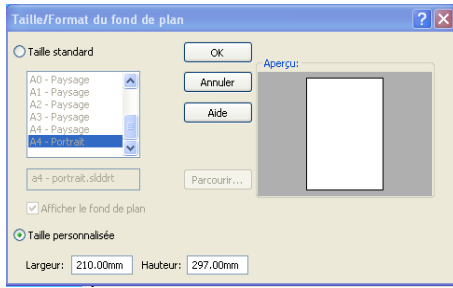 Taille/Format du fond de plan
Taille standard
OK
Aperçu:
A0 - Paysage
A1 - Paysage
A2 - Paysage
A3 - Paysage
A4 - Paysage
A4 - Portrait
Annuler
Aide
a4 - portrait.slddrt
Parcourir...
Afficher le fond de plan
Taille personnalisée
Largeur: 210.00mm Hauteur: 297.00mm